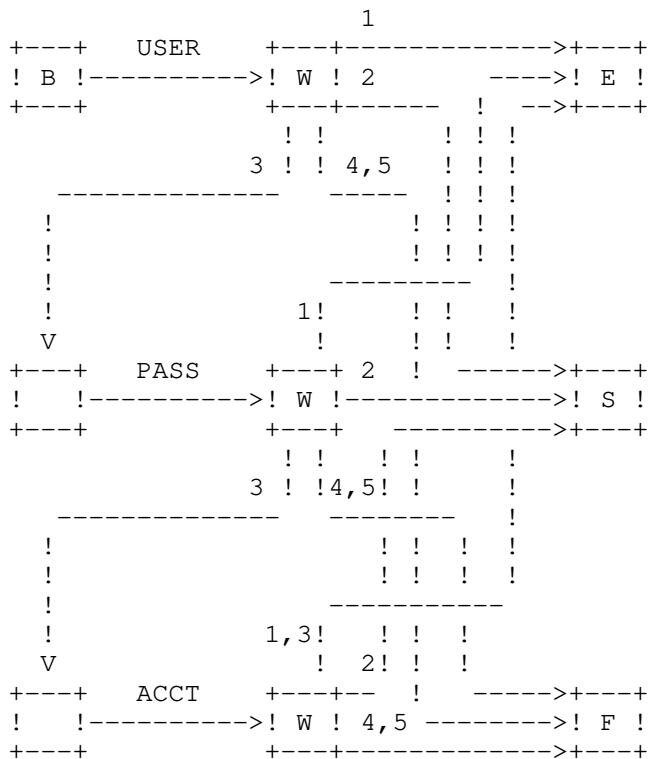 1
+---+ USER +---+------------->+---+
! B !---------->! W ! 2 ---->! E !
+---+ +---+------ ! -->+---+
! ! ! ! !
3 ! ! 4,5 ! ! !
-------------- ----- ! ! !
! ! ! ! !
! ! ! ! !
! --------- !
! 1! ! ! !
V ! ! ! !
+---+ PASS +---+ 2 ! ------>+---+
! !---------->! W !------------->! S !
+---+ +---+ ---------->+---+
! ! ! ! !
3 ! !4,5! ! !
-------------- -------- !
! ! ! ! !
! ! ! ! !
! -----------
! 1,3! ! ! !
V ! 2! ! !
+---+ ACCT +---+-- ! ----->+---+
! !---------->! W ! 4,5 -------->! F !
+---+ +---+------------->+---+